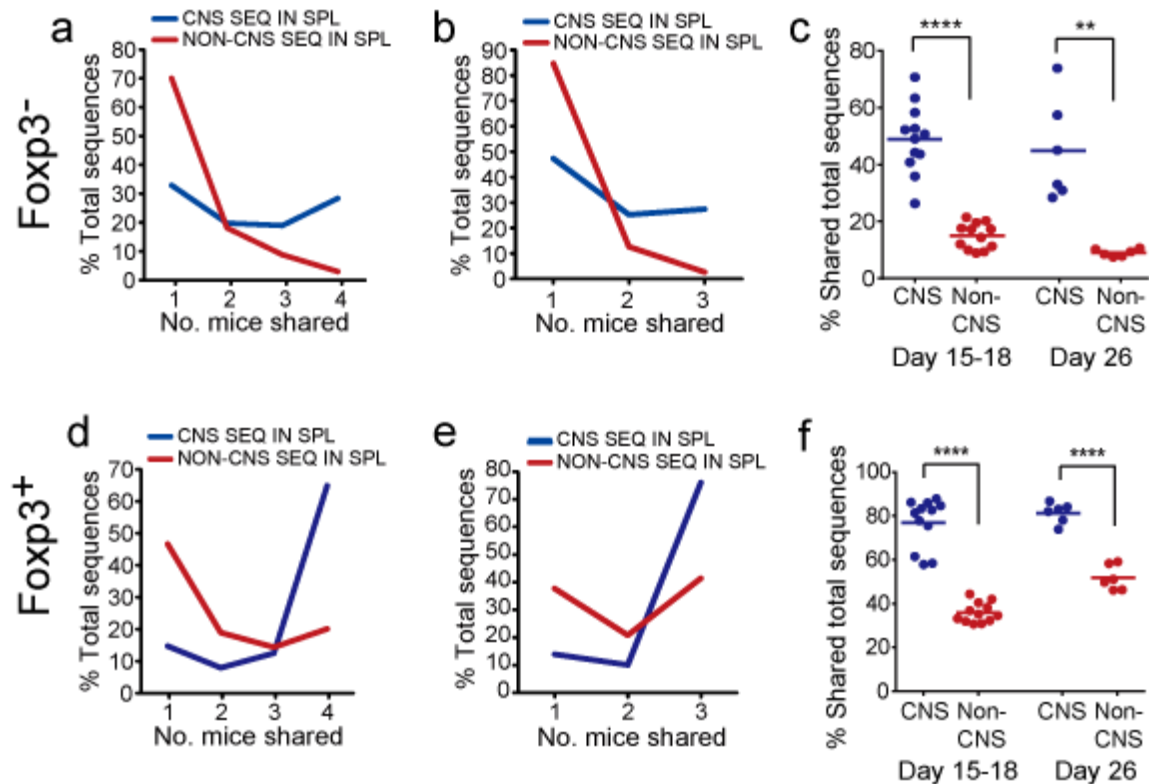 a
CNS SEQ IN SPL
NON-CNS SEQ IN SPL
Foxp3-
% Total sequences
80
70
60
50
40
30
20
10
0
1 2 3 4
No. mice shared
b
CNS SEQ IN SPL
NON-CNS SEQ IN SPL
% Total sequences
90
80
70
60
50
40
30
20
10
0
1 2 3
No. mice shared
c
**** **
% Shared total sequences
80
60
40
20
0
CNS Non-CNS CNS Non-CNS
Day 15-18 Day 26
d
CNS SEQ IN SPL
NON-CNS SEQ IN SPL
Foxp3+
% Total sequences
70
60
50
40
30
20
10
0
1 2 3 4
No. mice shared
e
CNS SEQ IN SPL
NON-CNS SEQ IN SPL
% Total sequences
80
70
60
50
40
30
20
10
0
1 2 3
No. mice shared
f
**** ****
% Shared total sequences
100
80
60
40
20
0
CNS Non-CNS CNS Non-CNS
Day 15-18 Day 26